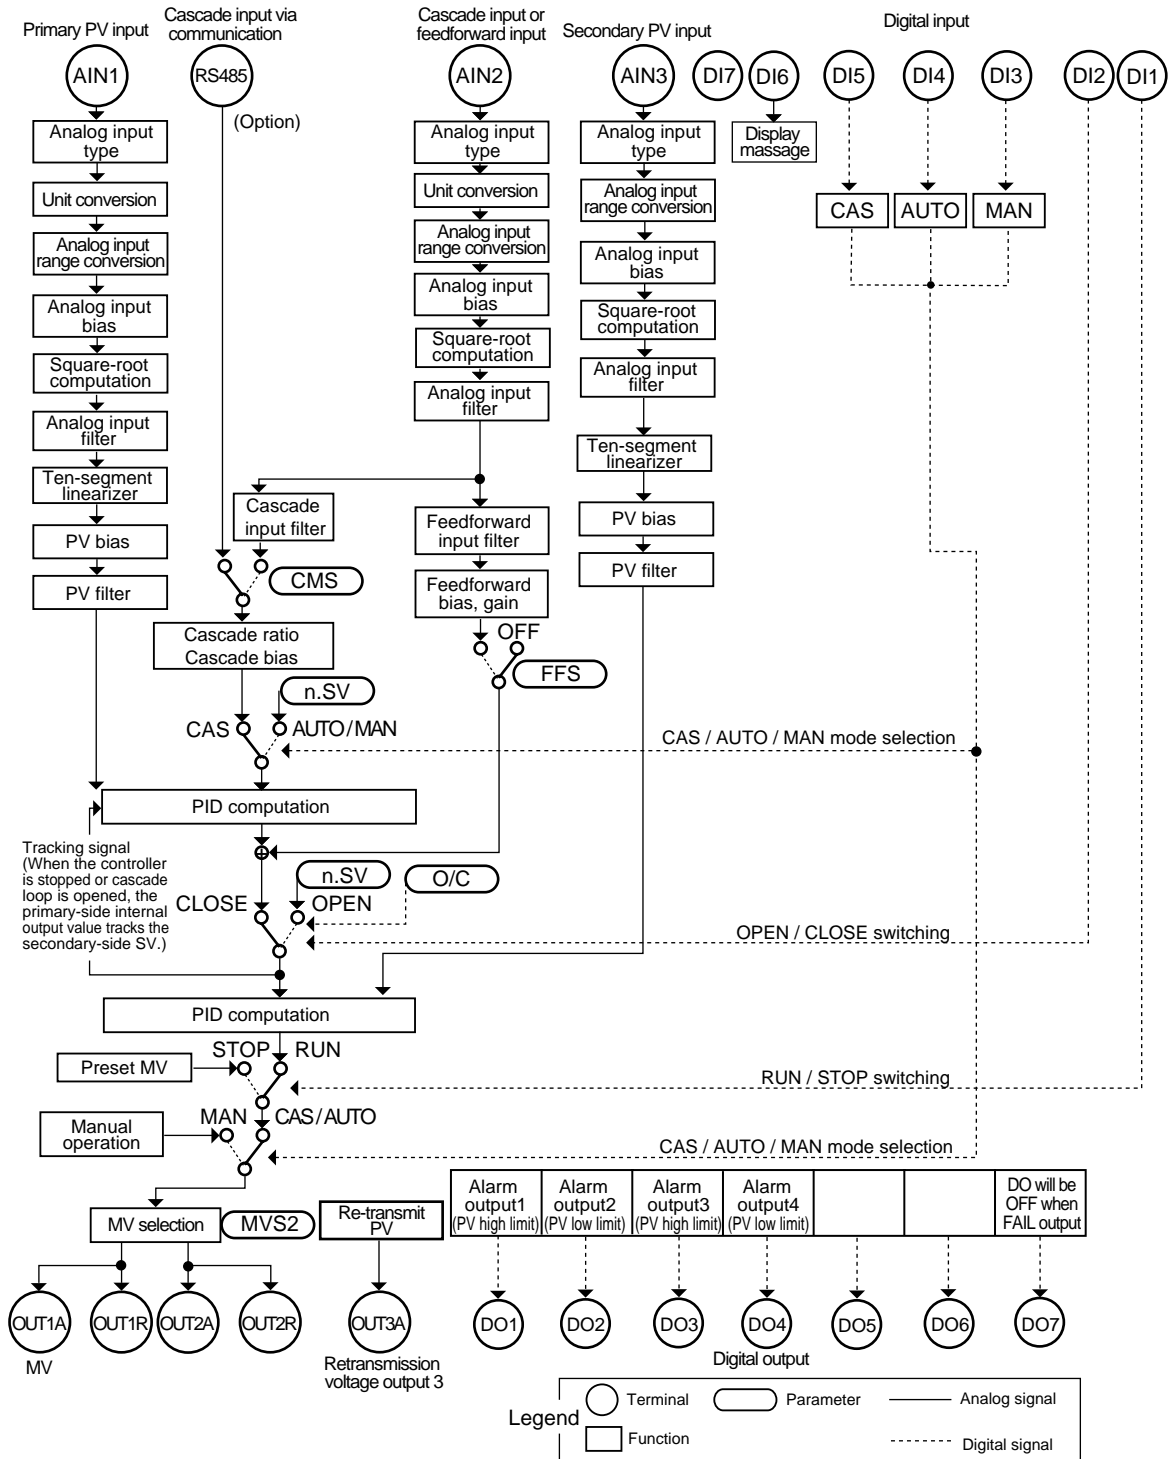 Primary PV input
Cascade input via
communication
Cascade input or
feedforward input
Secondary PV input
Digital input
AIN1
RS485
AIN2
AIN3
DI7
DI6
DI5
DI4
DI3
DI2
DI1
(Option)
Analog input
type
Unit conversion
Analog input
range conversion
Analog input
bias
Square-root
computation
Analog input
filter
Ten-segment
linearizer
PV bias
PV filter
Analog input
type
Unit conversion
Analog input
range conversion
Analog input
bias
Square-root
computation
Analog input
filter
Analog input
type
Analog input
range conversion
Analog input
bias
Square-root
computation
Analog input
filter
Ten-segment
linearizer
PV bias
PV filter
Display
massage
CAS
AUTO
MAN
Cascade
input filter
Feedforward
input filter
Feedforward
bias, gain
CMS
OFF
FFS
Cascade ratio
Cascade bias
n.SV
CAS
AUTO/MAN
CAS / AUTO / MAN mode selection
PID computation
Tracking signal
(When the controller
is stopped or cascade
loop is opened, the
primary-side internal
output value tracks the
secondary-side SV.)
n.SV
O/C
CLOSE
OPEN
OPEN / CLOSE switching
PID computation
STOP
RUN
Preset MV
RUN / STOP switching
MAN
CAS/AUTO
Manual
operation
CAS / AUTO / MAN mode selection
MV selection
MVS2
Re-transmit
PV
Alarm
output1
(PV high limit)
Alarm
output2
(PV low limit)
Alarm
output3
(PV high limit)
Alarm
output4
(PV low limit)
DO will be
OFF when
FAIL output
OUT1A
OUT1R
OUT2A
OUT2R
OUT3A
DO1
DO2
DO3
DO4
DO5
DO6
DO7
MV
Retransmission
voltage output 3
Digital output
Legend
Terminal
Parameter
Analog signal
Function
Digital signal